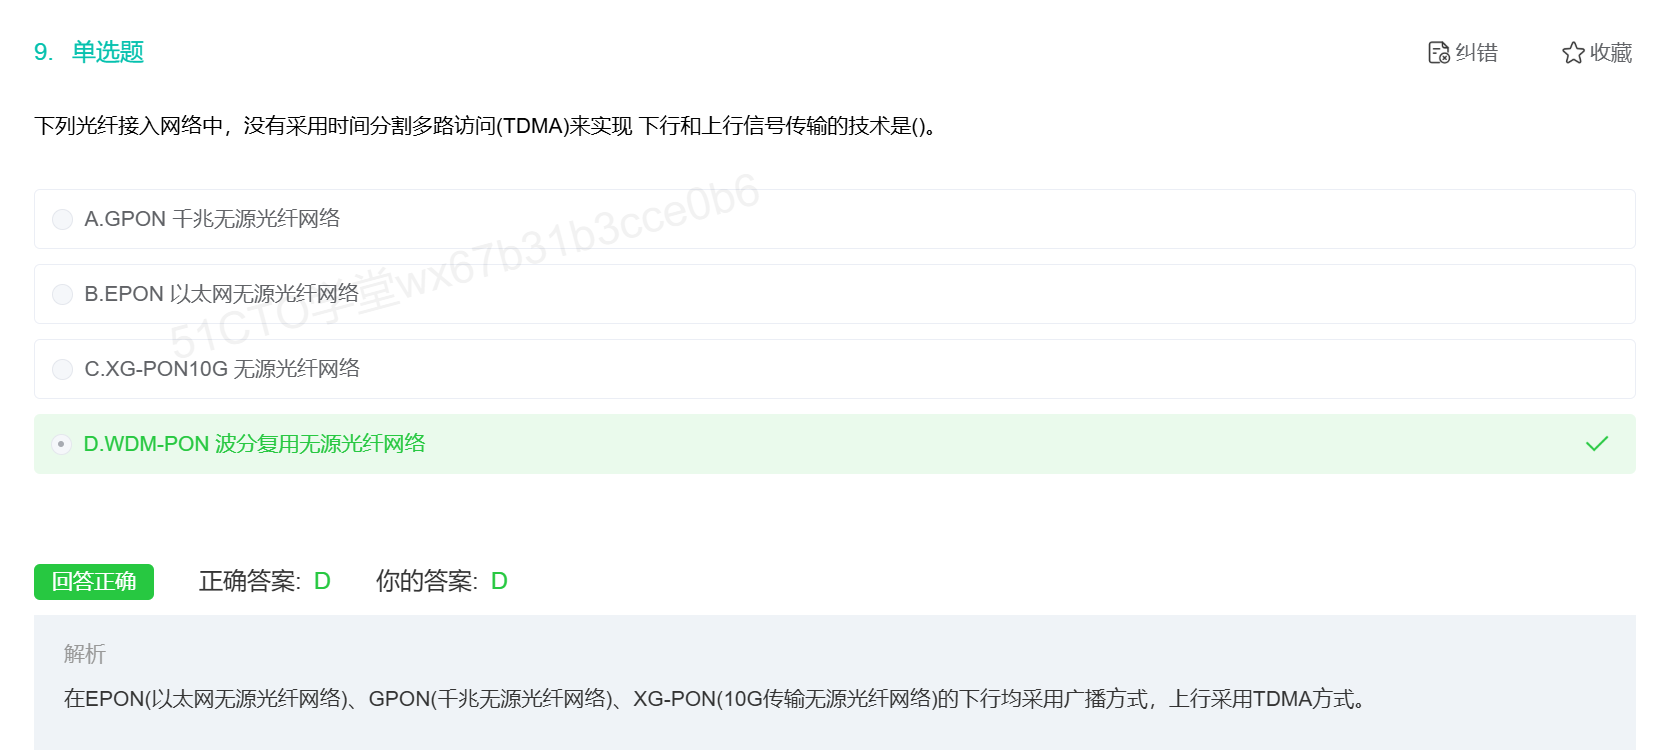 9. 单选题
纠错
收藏
下列光纤接入网络中，没有采用时间分割多路访问(TDMA)来实现 下行和上行信号传输的技术是()。
A.GPON 千兆无源光纤网络
B.EPON 以太网无源光纤网络
C.XG-PON10G 无源光纤网络
D.WDM-PON 波分复用无源光纤网络
51CTO学堂wx67b31b3cce0b6
回答正确 正确答案: D 你的答案: D
解析
在EPON(以太网无源光纤网络)、GPON(千兆无源光纤网络)、XG-PON(10G传输无源光纤网络)的下行均采用广播方式，上行采用TDMA方式。